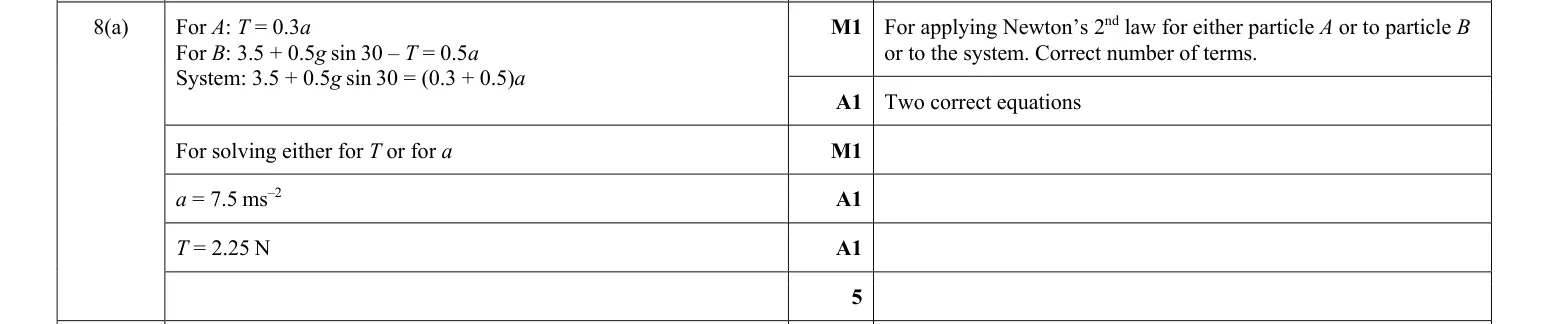 8(a)
For A: T = 0.3a
For B: 3.5 + 0.5g sin 30 – T = 0.5a
System: 3.5 + 0.5g sin 30 = (0.3 + 0.5)a
M1
For applying Newton’s 2nd law for either particle A or to particle B
or to the system. Correct number of terms.
A1
Two correct equations
For solving either for T or for a
M1
a = 7.5 ms–2
A1
T = 2.25 N
A1
5